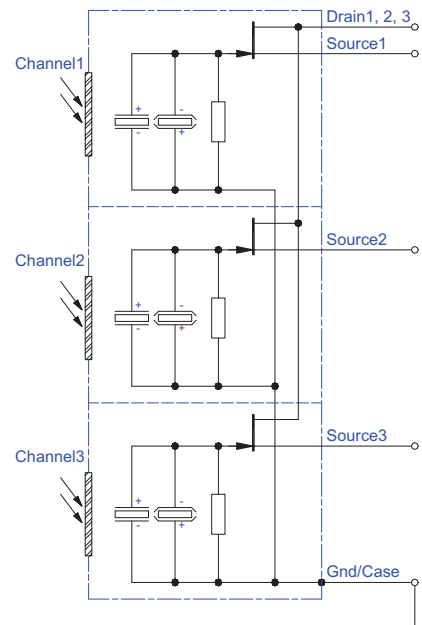 Drain1, 2, 3
Source1
Channel1
+
-
-
+
Source2
Channel2
+
-
-
+
Source3
Channel3
+
-
-
+
Gnd/Case